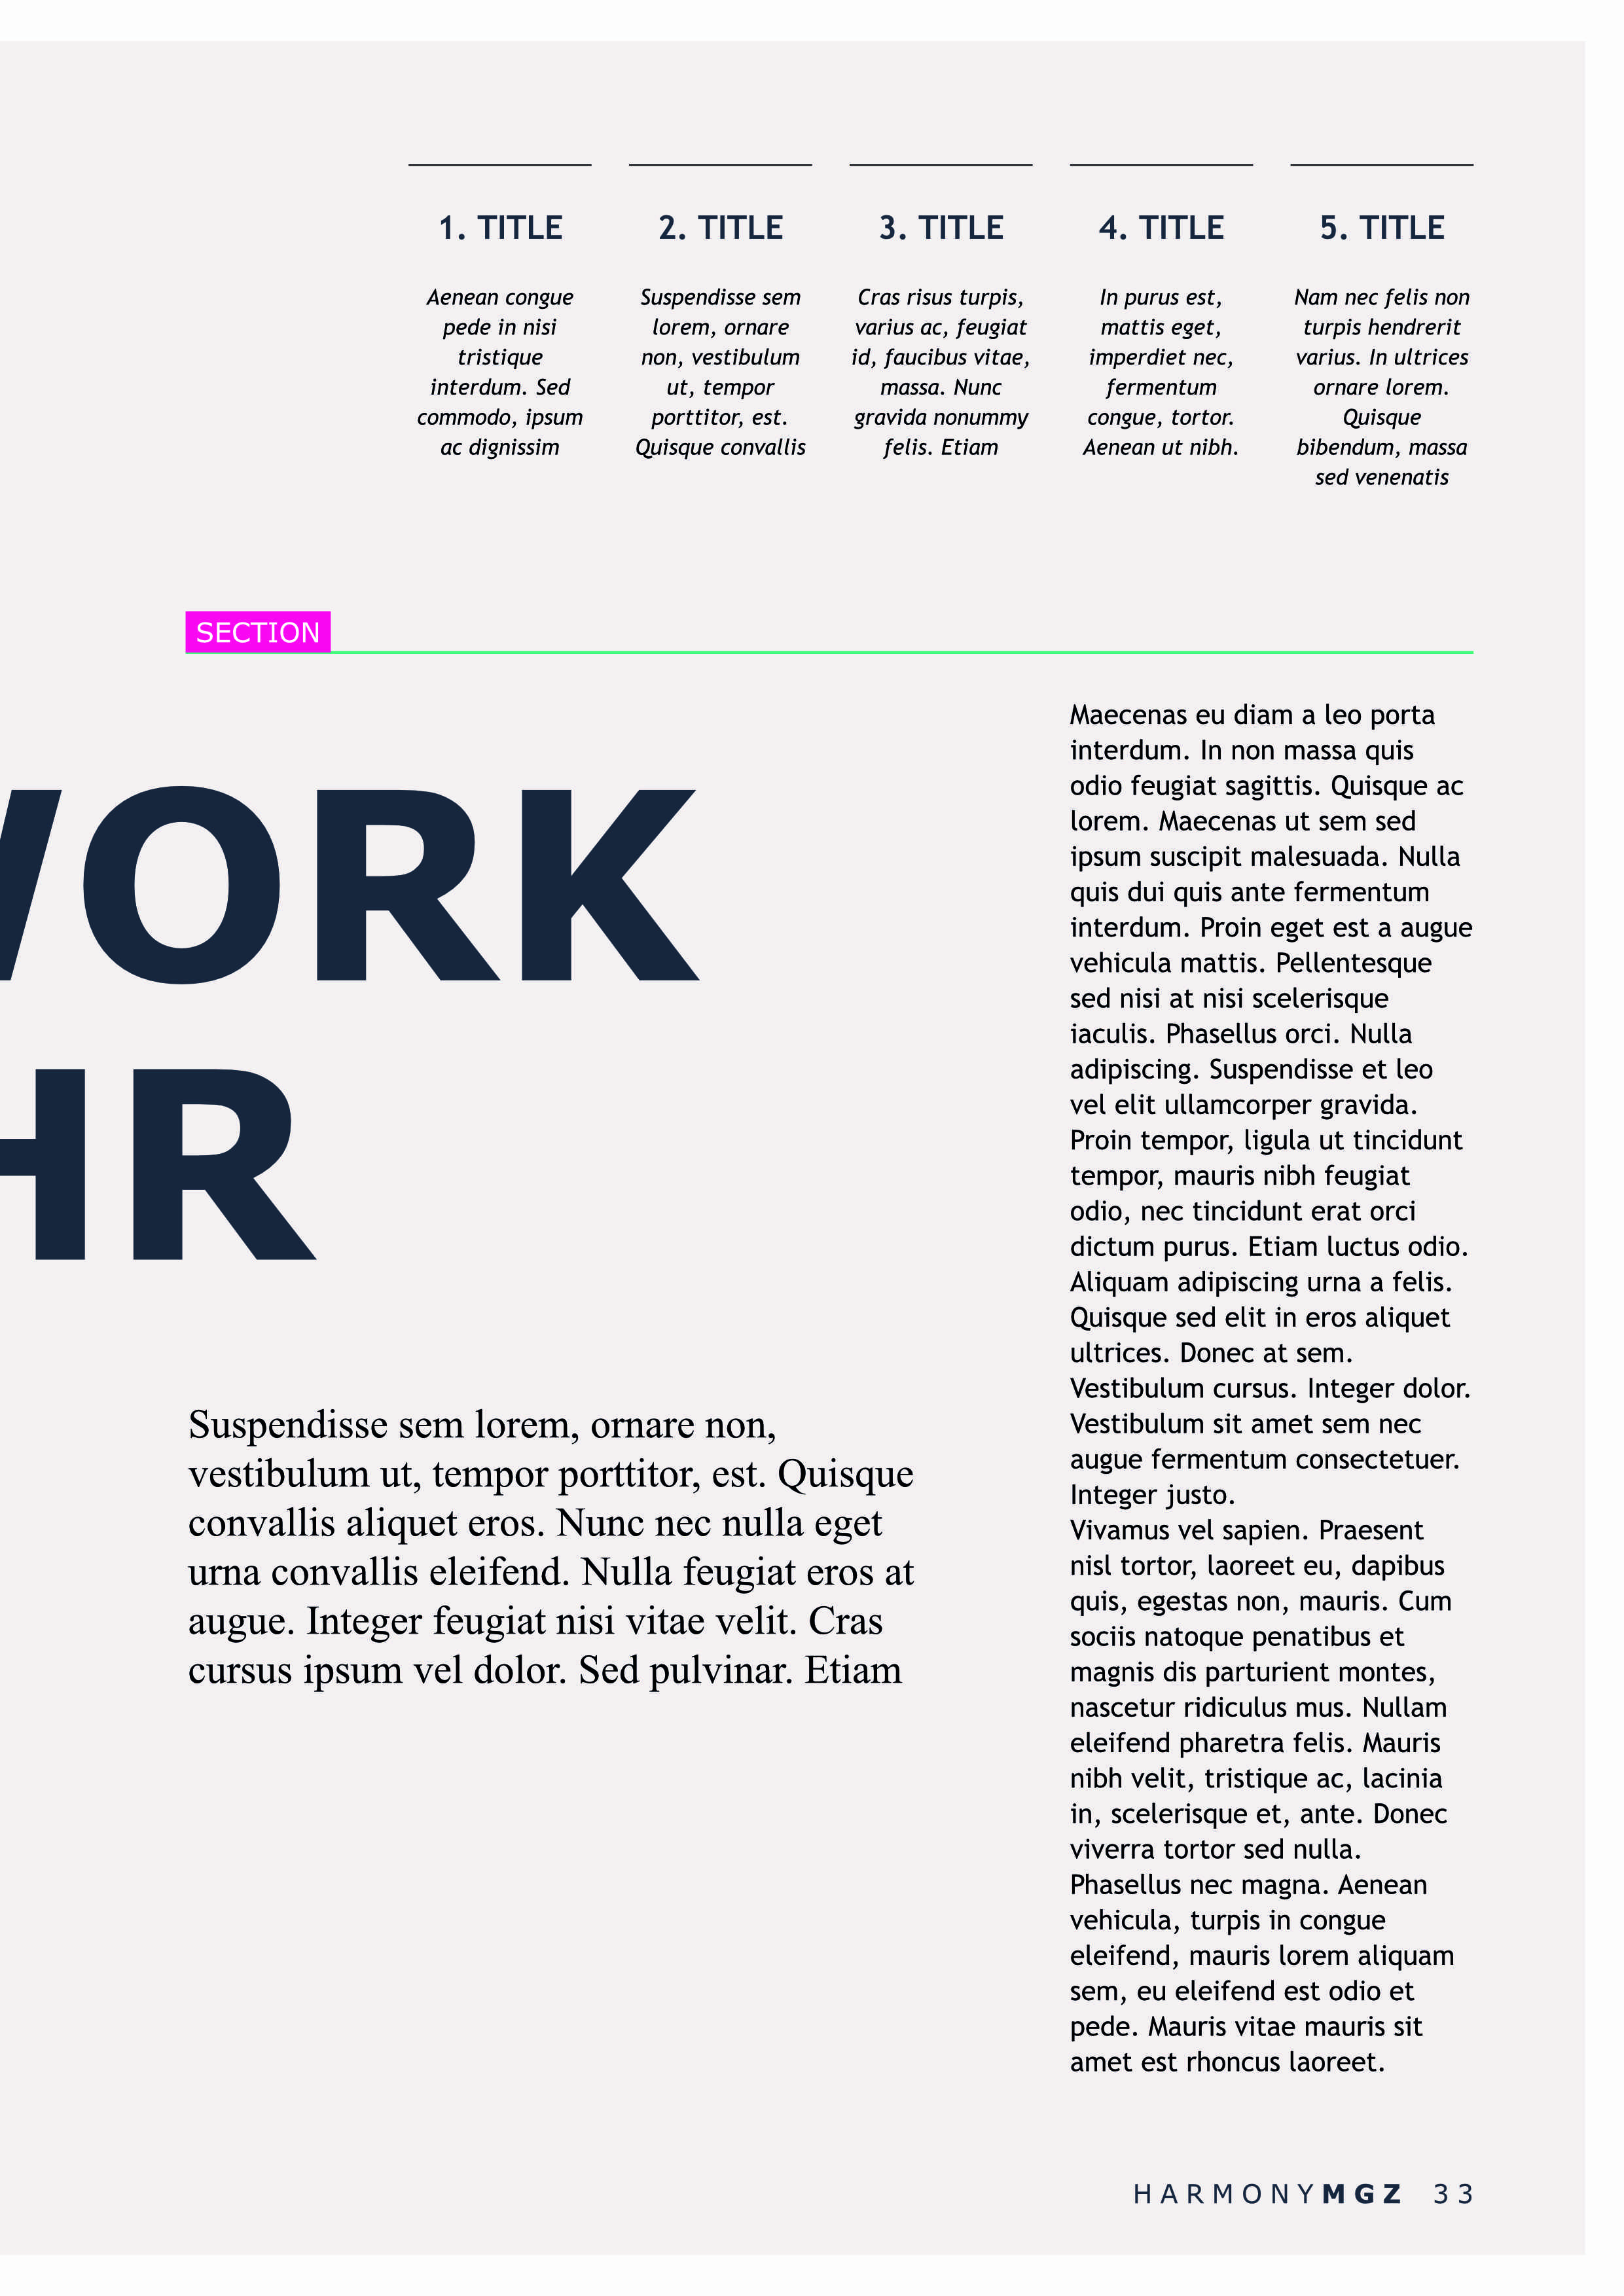 1. TITLE
Aenean congue
pede in nisi
tristique
interdum. Sed
commodo, ipsum
ac dignissim
2. TITLE
Suspendisse sem
lorem, ornare
non, vestibulum
ut, tempor
porttitor, est.
Quisque convallis
3. TITLE
Cras risus turpis,
varius ac, feugiat
id, faucibus vitae,
massa. Nunc
gravida nonummy
felis. Etiam
4. TITLE
In purus est,
mattis eget,
imperdiet nec,
fermentum
congue, tortor.
Aenean ut nibh.
5. TITLE
Nam nec felis non
turpis hendrerit
varius. In ultrices
ornare lorem.
Quisque
bibendum, massa
sed venenatis
SECTION
WORK
HR
Suspendisse sem lorem, ornare non,
vestibulum ut, tempor porttitor, est. Quisque
convallis aliquet eros. Nunc nec nulla eget
urna convallis eleifend. Nulla feugiat eros at
augue. Integer feugiat nisi vitae velit. Cras
cursus ipsum vel dolor. Sed pulvinar. Etiam
Maecenas eu diam a leo porta
interdum. In non massa quis
odio feugiat sagittis. Quisque ac
lorem. Maecenas ut sem sed
ipsum suscipit malesuada. Nulla
quis dui quis ante fermentum
interdum. Proin eget est a augue
vehicula mattis. Pellentesque
sed nisi at nisi scelerisque
iaculis. Phasellus orci. Nulla
adipiscing. Suspendisse et leo
vel elit ullamcorper gravida.
Proin tempor, ligula ut tincidunt
tempor, mauris nibh feugiat
odio, nec tincidunt erat orci
dictum purus. Etiam luctus odio.
Aliquam adipiscing urna a felis.
Quisque sed elit in eros aliquet
ultrices. Donec at sem.
Vestibulum cursus. Integer dolor.
Vestibulum sit amet sem nec
augue fermentum consectetuer.
Integer justo.
Vivamus vel sapien. Praesent
nisl tortor, laoreet eu, dapibus
quis, egestas non, mauris. Cum
sociis natoque penatibus et
magnis dis parturient montes,
nascetur ridiculus mus. Nullam
eleifend pharetra felis. Mauris
nibh velit, tristique ac, lacinia
in, scelerisque et, ante. Donec
viverra tortor sed nulla.
Phasellus nec magna. Aenean
vehicula, turpis in congue
eleifend, mauris lorem aliquam
sem, eu eleifend est odio et
pede. Mauris vitae mauris sit
amet est rhoncus laoreet.
HARMONYMGZ 33